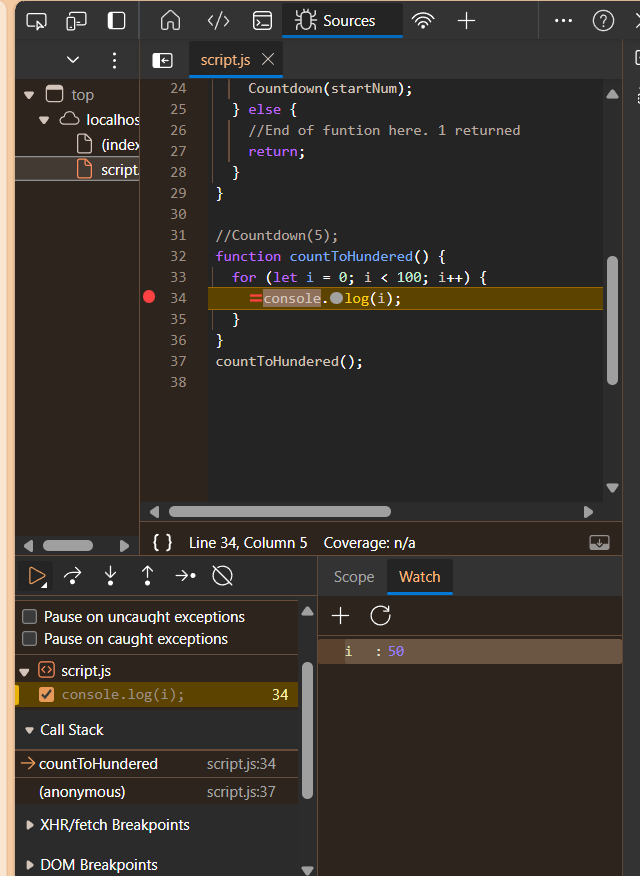 Sources
script.js
top
localhos
(index
script.
24 Countdown(startNum);
25 } else {
26 //End of funtion here. 1 returned
27 return;
28 }
29 }
30
31 //Countdown(5);
32 function countToHundered() {
33 for (let i = 0; i < 100; i++) {
34 console.log(i);
35 }
36 }
37 countToHundered();
38
{ } Line 34, Column 5 Coverage: n/a
Scope Watch
Pause on uncaught exceptions
Pause on caught exceptions
i : 50
script.js
console.log(i); 34
Call Stack
countToHundered script.js:34
(anonymous) script.js:37
XHR/fetch Breakpoints
DOM Breakpoints